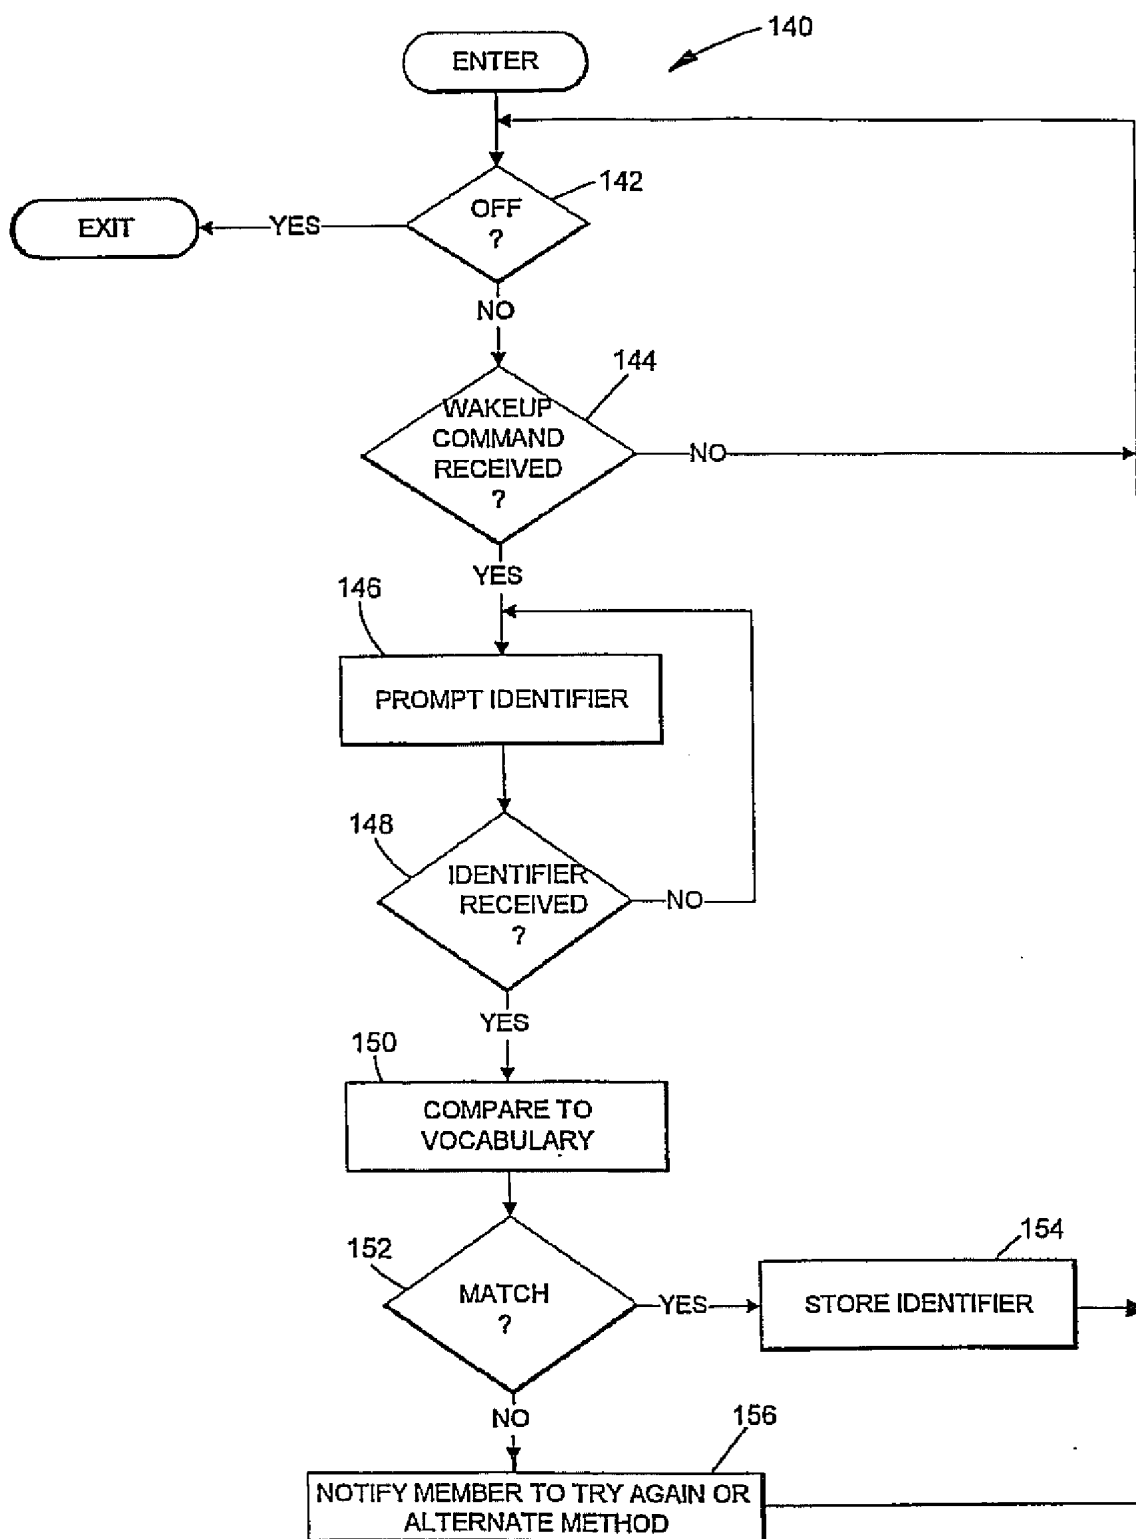 140
ENTER
142
OFF
?
YES
EXIT
NO
144
WAKEUP
COMMAND
RECEIVED
?
NO
YES
146
PROMPT IDENTIFIER
148
IDENTIFIER
RECEIVED
?
NO
YES
150
COMPARE TO
VOCABULARY
152
MATCH
?
YES
154
STORE IDENTIFIER
NO
156
NOTIFY MEMBER TO TRY AGAIN OR
ALTERNATE METHOD